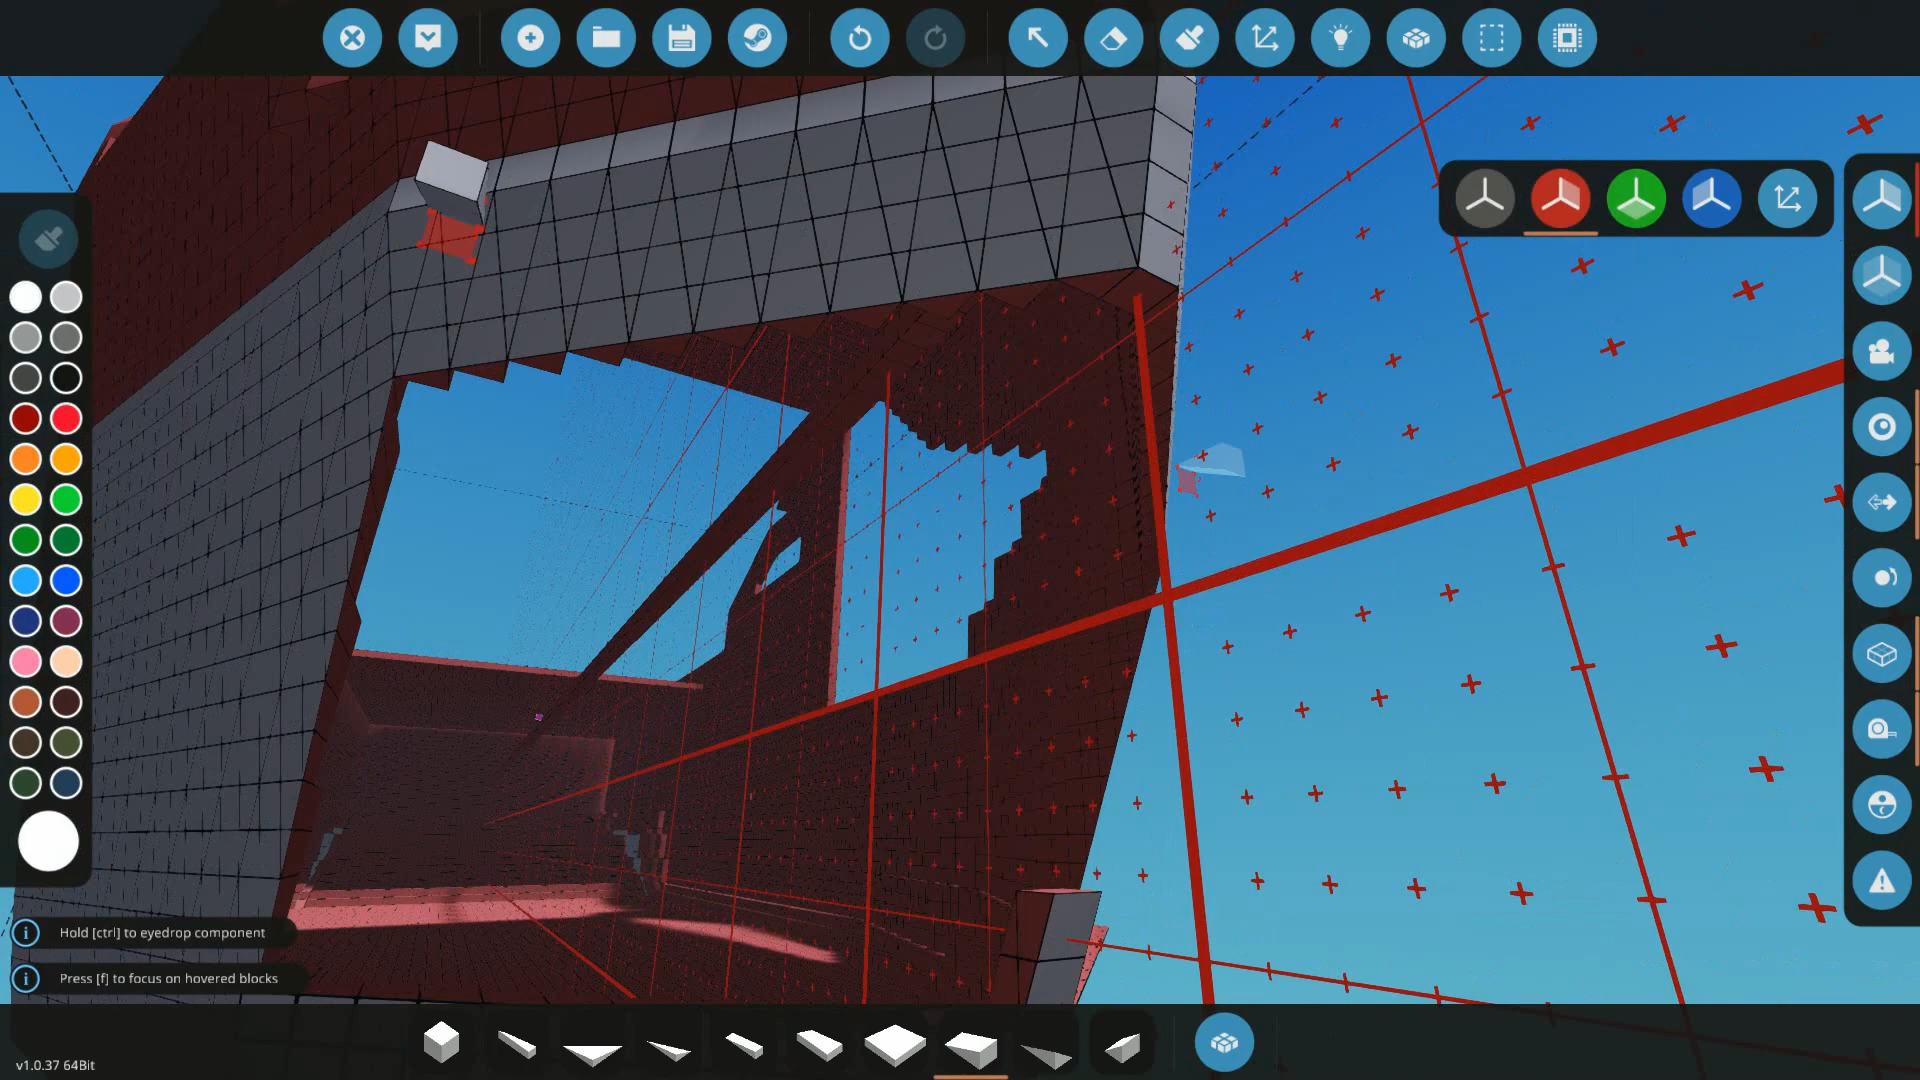 Hold [ctrl] to eyedrop component
Press [f] to focus on hovered blocks
v1.0.37 64Bit